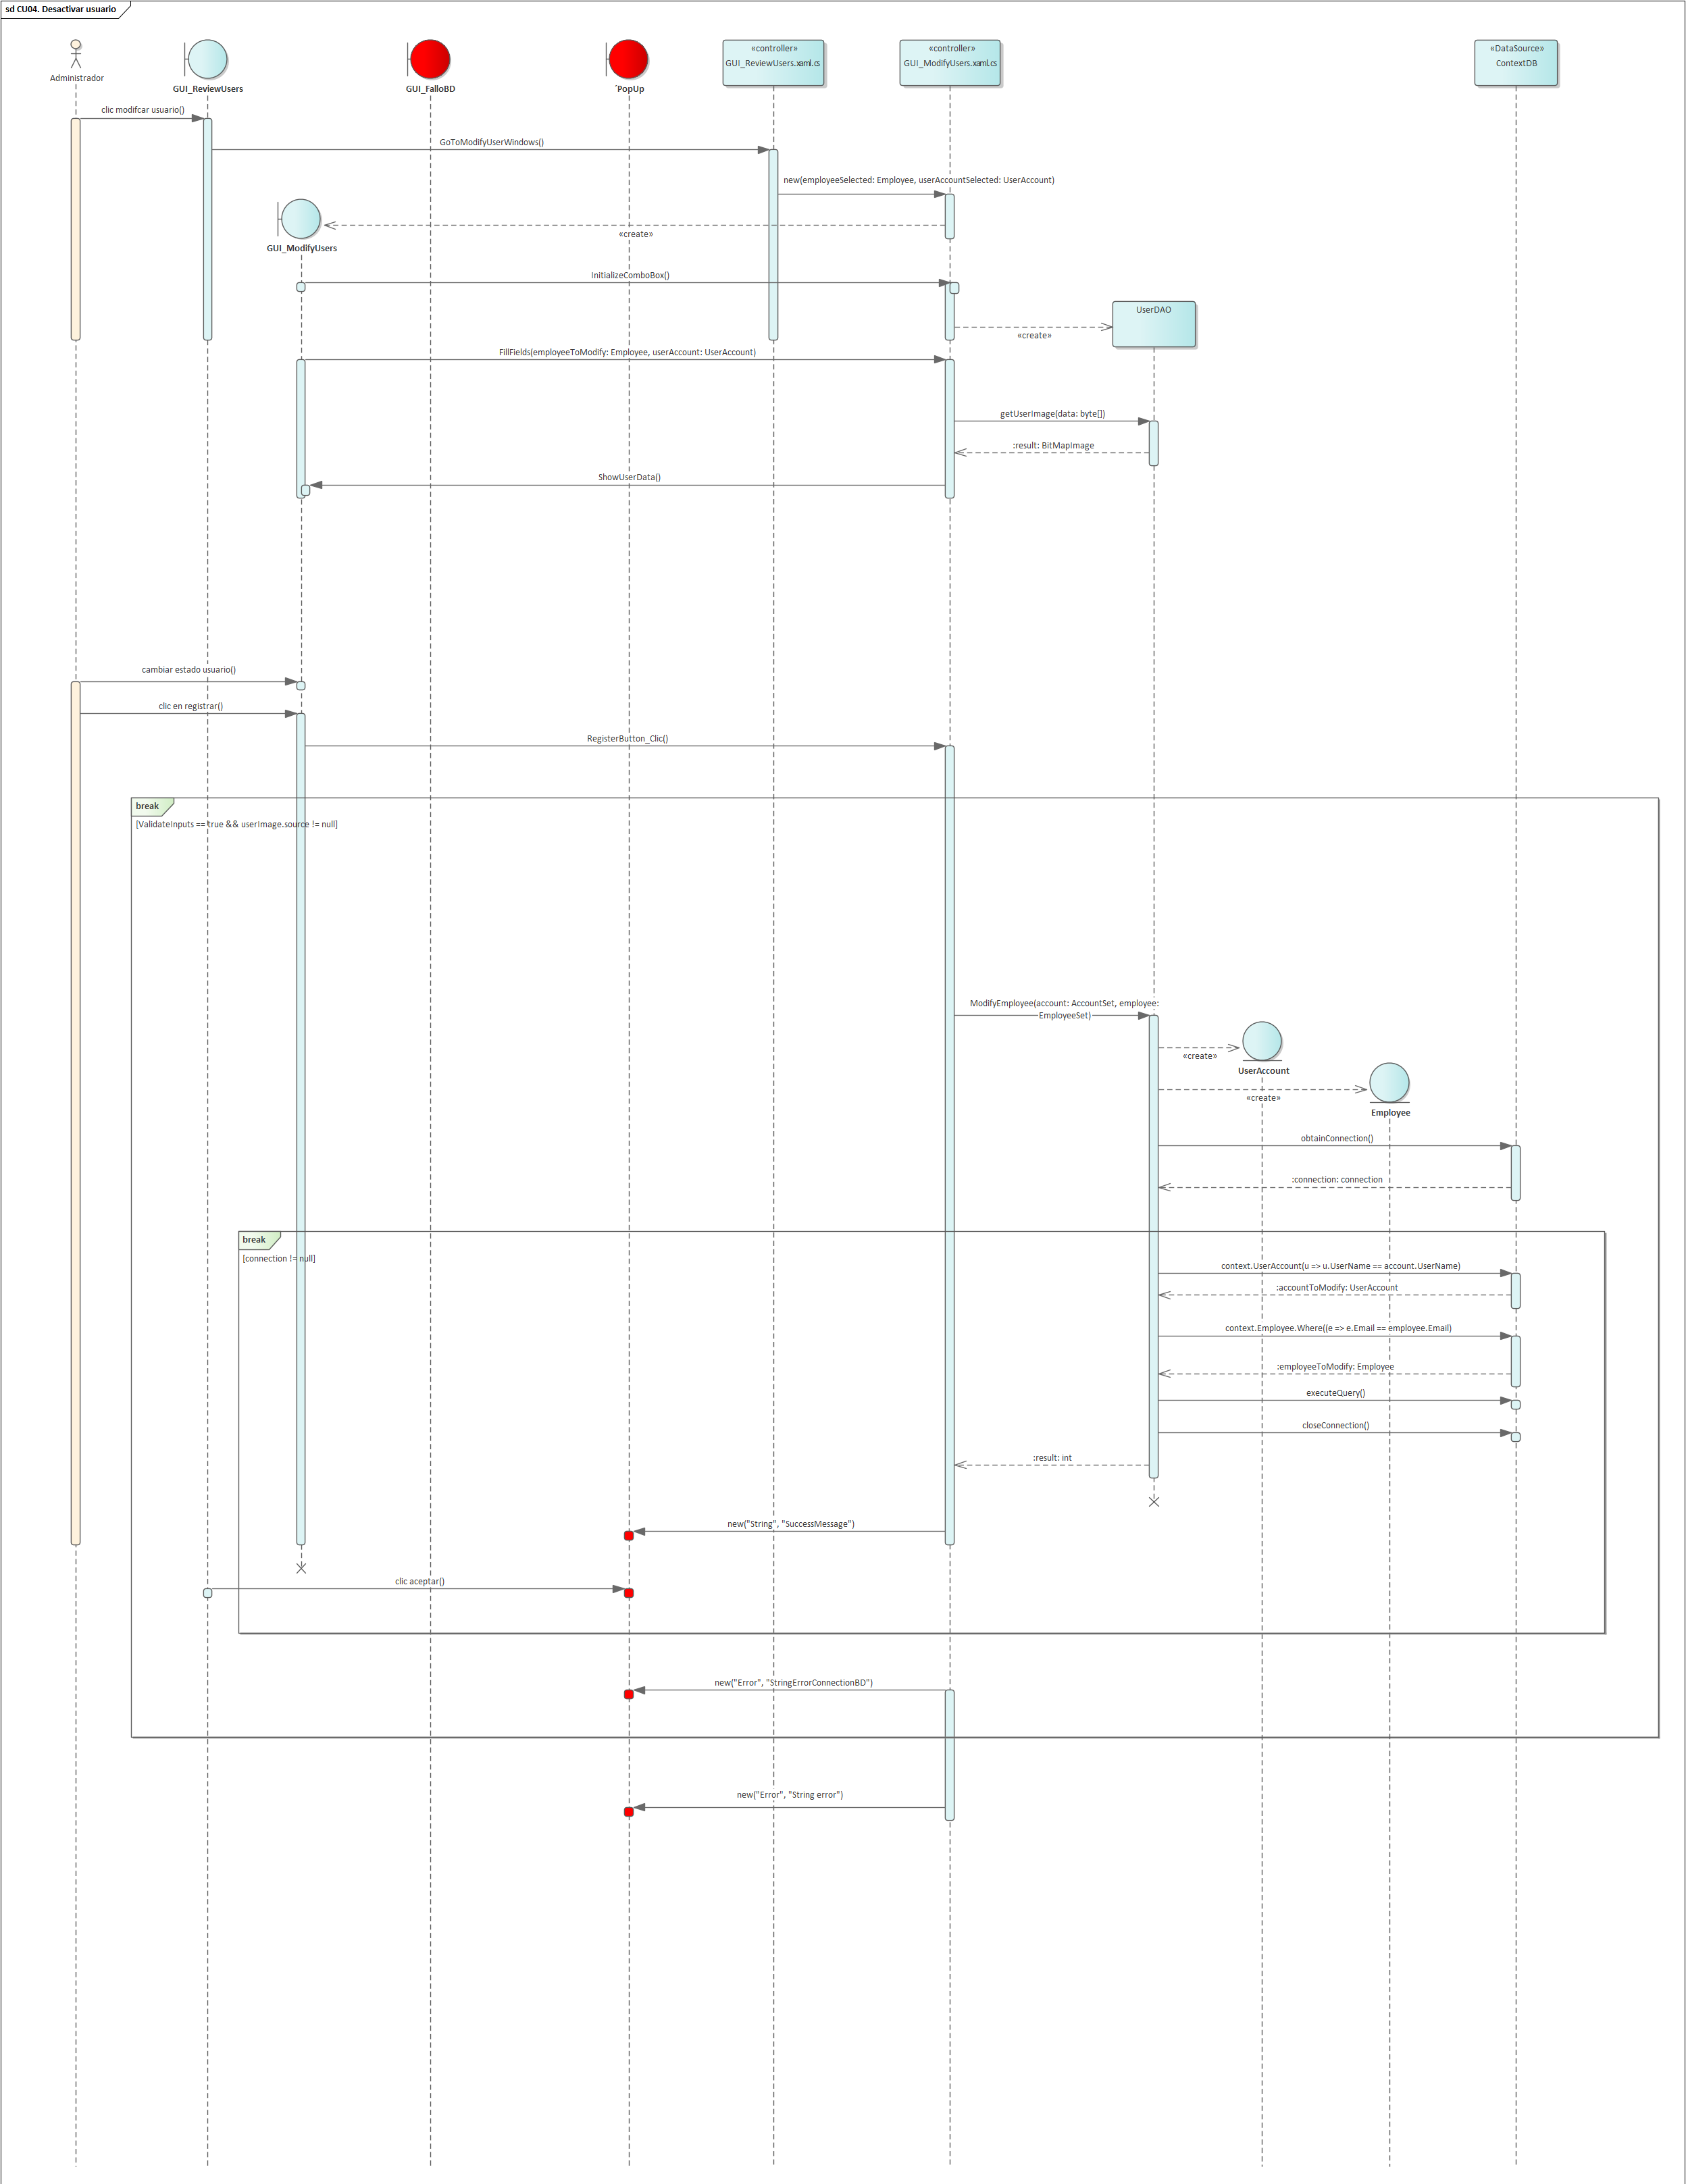 sd CU04. Desactivar usuario
Administrador
GUI_ReviewUsers
GUI_FalloBD
´PopUp
«controller»
GUI_ReviewUsers.xaml.cs
«controller»
GUI_ModifyUsers.xaml.cs
«DataSource»
ContextDB
clic modifcar usuario()
GoToModifyUserWindows()
new(employeeSelected: Employee, userAccountSelected: UserAccount)
«create»
GUI_ModifyUsers
InitializeComboBox()
UserDAO
«create»
FillFields(employeeToModify: Employee, userAccount: UserAccount)
getUserImage(data: byte[])
:result: BitMapImage
ShowUserData()
cambiar estado usuario()
clic en registrar()
RegisterButton_Clic()
break
[ValidateInputs == true && userImage.source != null]
ModifyEmployee(account: AccountSet, employee:
EmployeeSet)
«create»
UserAccount
«create»
Employee
obtainConnection()
:connection: connection
break
[connection != null]
context.UserAccount(u => u.UserName == account.UserName)
:accountToModify: UserAccount
context.Employee.Where((e => e.Email == employee.Email)
:employeeToModify: Employee
executeQuery()
closeConnection()
:result: int
new("String", "SuccessMessage")
clic aceptar()
new("Error", "StringErrorConnectionBD")
new("Error", "String error")